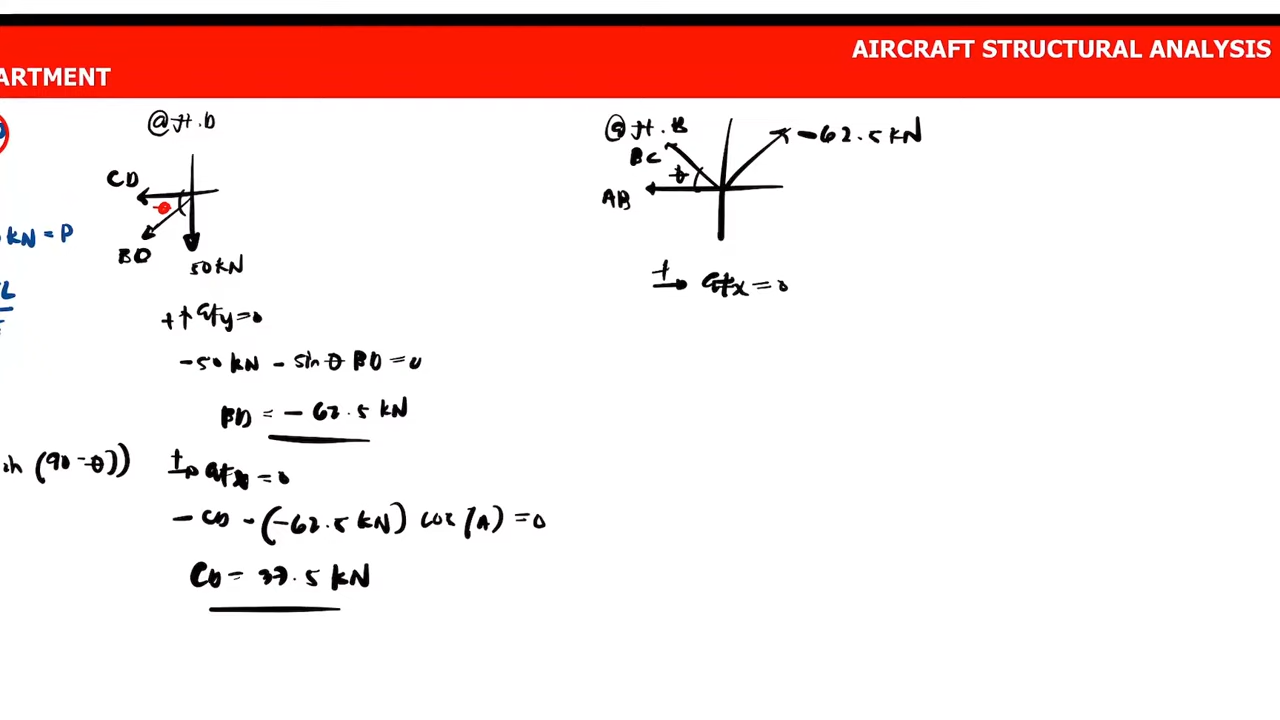 AIRCRAFT STRUCTURAL ANALYSIS
ARTMENT
@ Jt. D
CD
θ
BD
50 kN
kN = P
L
+↑ Σfy = 0
-50 kN - sin θ BD = 0
BD = - 62.5 kN
(90 - θ))
+→ Σfx = 0
- CD - (-62.5 kN) cos (A) = 0
CD = 37.5 kN
@ Jt. B
BC
θ
AB
-62.5 kN
+→ Σfx = 0